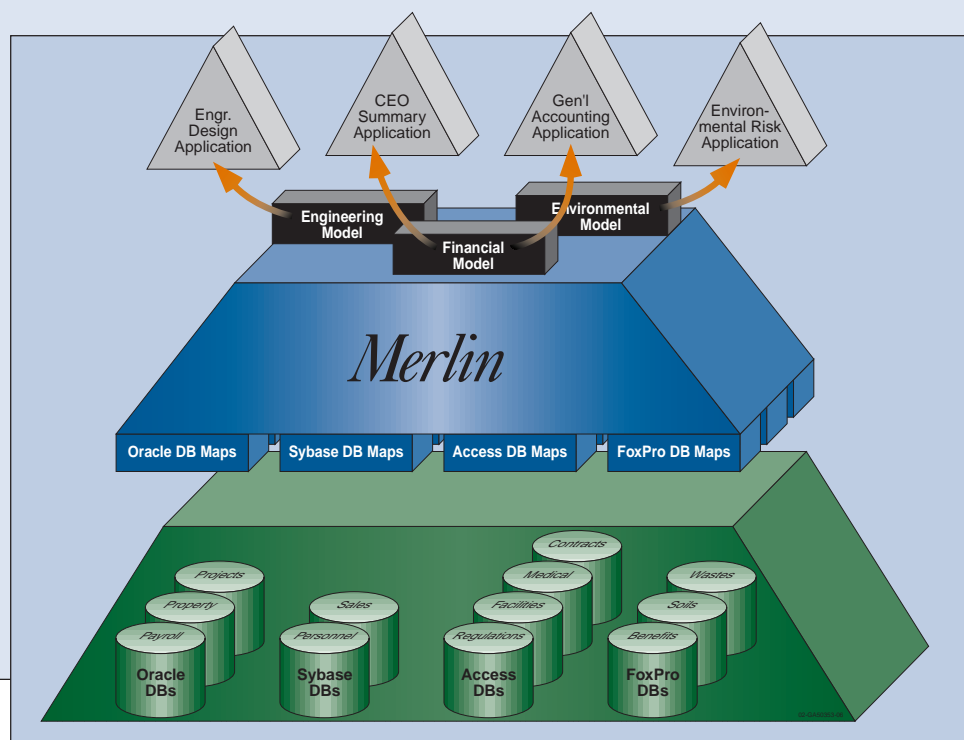 Engr.
Design
Application
CEO
Summary
Application
Gen'l
Accounting
Application
Environ-
mental Risk
Application
Engineering
Model
Financial
Model
Environmental
Model
Merlin
Oracle DB Maps
Sybase DB Maps
Access DB Maps
FoxPro DB Maps
Projects
Property
Payroll
Oracle
DBs
Sales
Personnel
Sybase
DBs
Contracts
Medical
Facilities
Regulations
Access
DBs
Wastes
Soils
Benefits
FoxPro
DBs